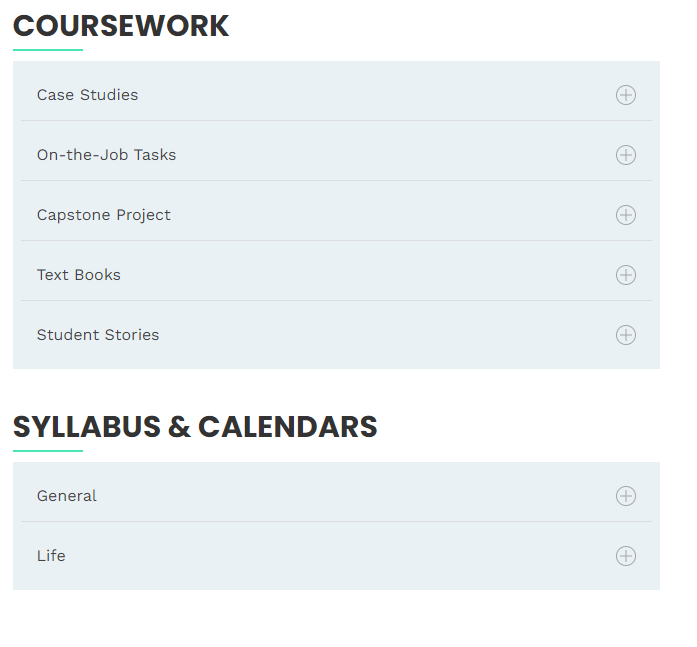 COURSEWORK
Case Studies
On-the-Job Tasks
Capstone Project
Text Books
Student Stories
SYLLABUS & CALENDARS
General
Life